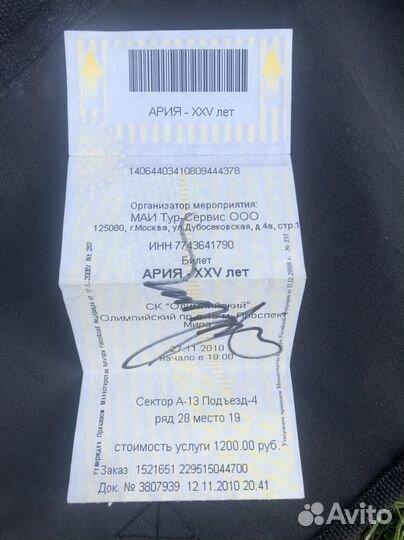 АРИЯ - XXV лет
14064403410809444378
Организатор мероприятия:
МАИ Тур-Сервис ООО
125080, г.Москва, ул.Дубосековская, д.4а, стр.1
ИНН 7743641790
Билет
АРИЯ - XXV лет
СК "Олимпийский"
Олимпийский пр.д.16 м. Проспект
Мира
27.11.2010
начало в 19:00
Сектор А-13 Подъезд-4
ряд 28 место 19
стоимость услуги 1200.00 руб.
Заказ 1521651 229515044700
Док. № 3807939 12.11.2010 20:41
Avito